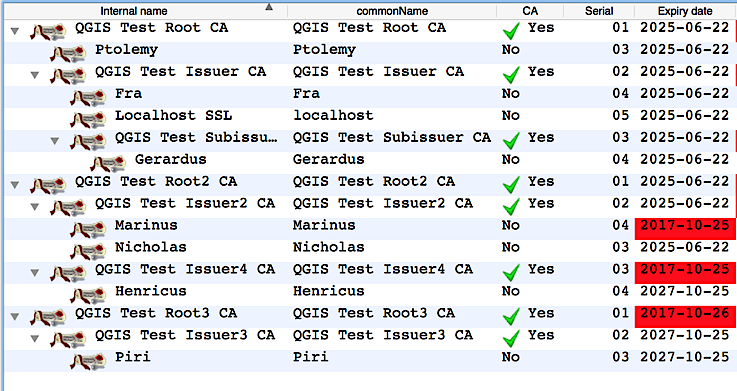 Internal name commonName CA Serial Expiry date
QGIS Test Root CA QGIS Test Root CA Yes 01 2025-06-22
Ptolemy Ptolemy No 03 2025-06-22
QGIS Test Issuer CA QGIS Test Issuer CA Yes 02 2025-06-22
Fra Fra No 04 2025-06-22
Localhost SSL localhost No 05 2025-06-22
QGIS Test Subissu... QGIS Test Subissuer CA Yes 03 2025-06-22
Gerardus Gerardus No 04 2025-06-22
QGIS Test Root2 CA QGIS Test Root2 CA Yes 01 2025-06-22
QGIS Test Issuer2 CA QGIS Test Issuer2 CA Yes 02 2025-06-22
Marinus Marinus No 04 2017-10-25
Nicholas Nicholas No 03 2025-06-22
QGIS Test Issuer4 CA QGIS Test Issuer4 CA Yes 03 2017-10-25
Henricus Henricus No 04 2027-10-25
QGIS Test Root3 CA QGIS Test Root3 CA Yes 01 2017-10-26
QGIS Test Issuer3 CA QGIS Test Issuer3 CA Yes 02 2027-10-25
Piri Piri No 03 2027-10-25